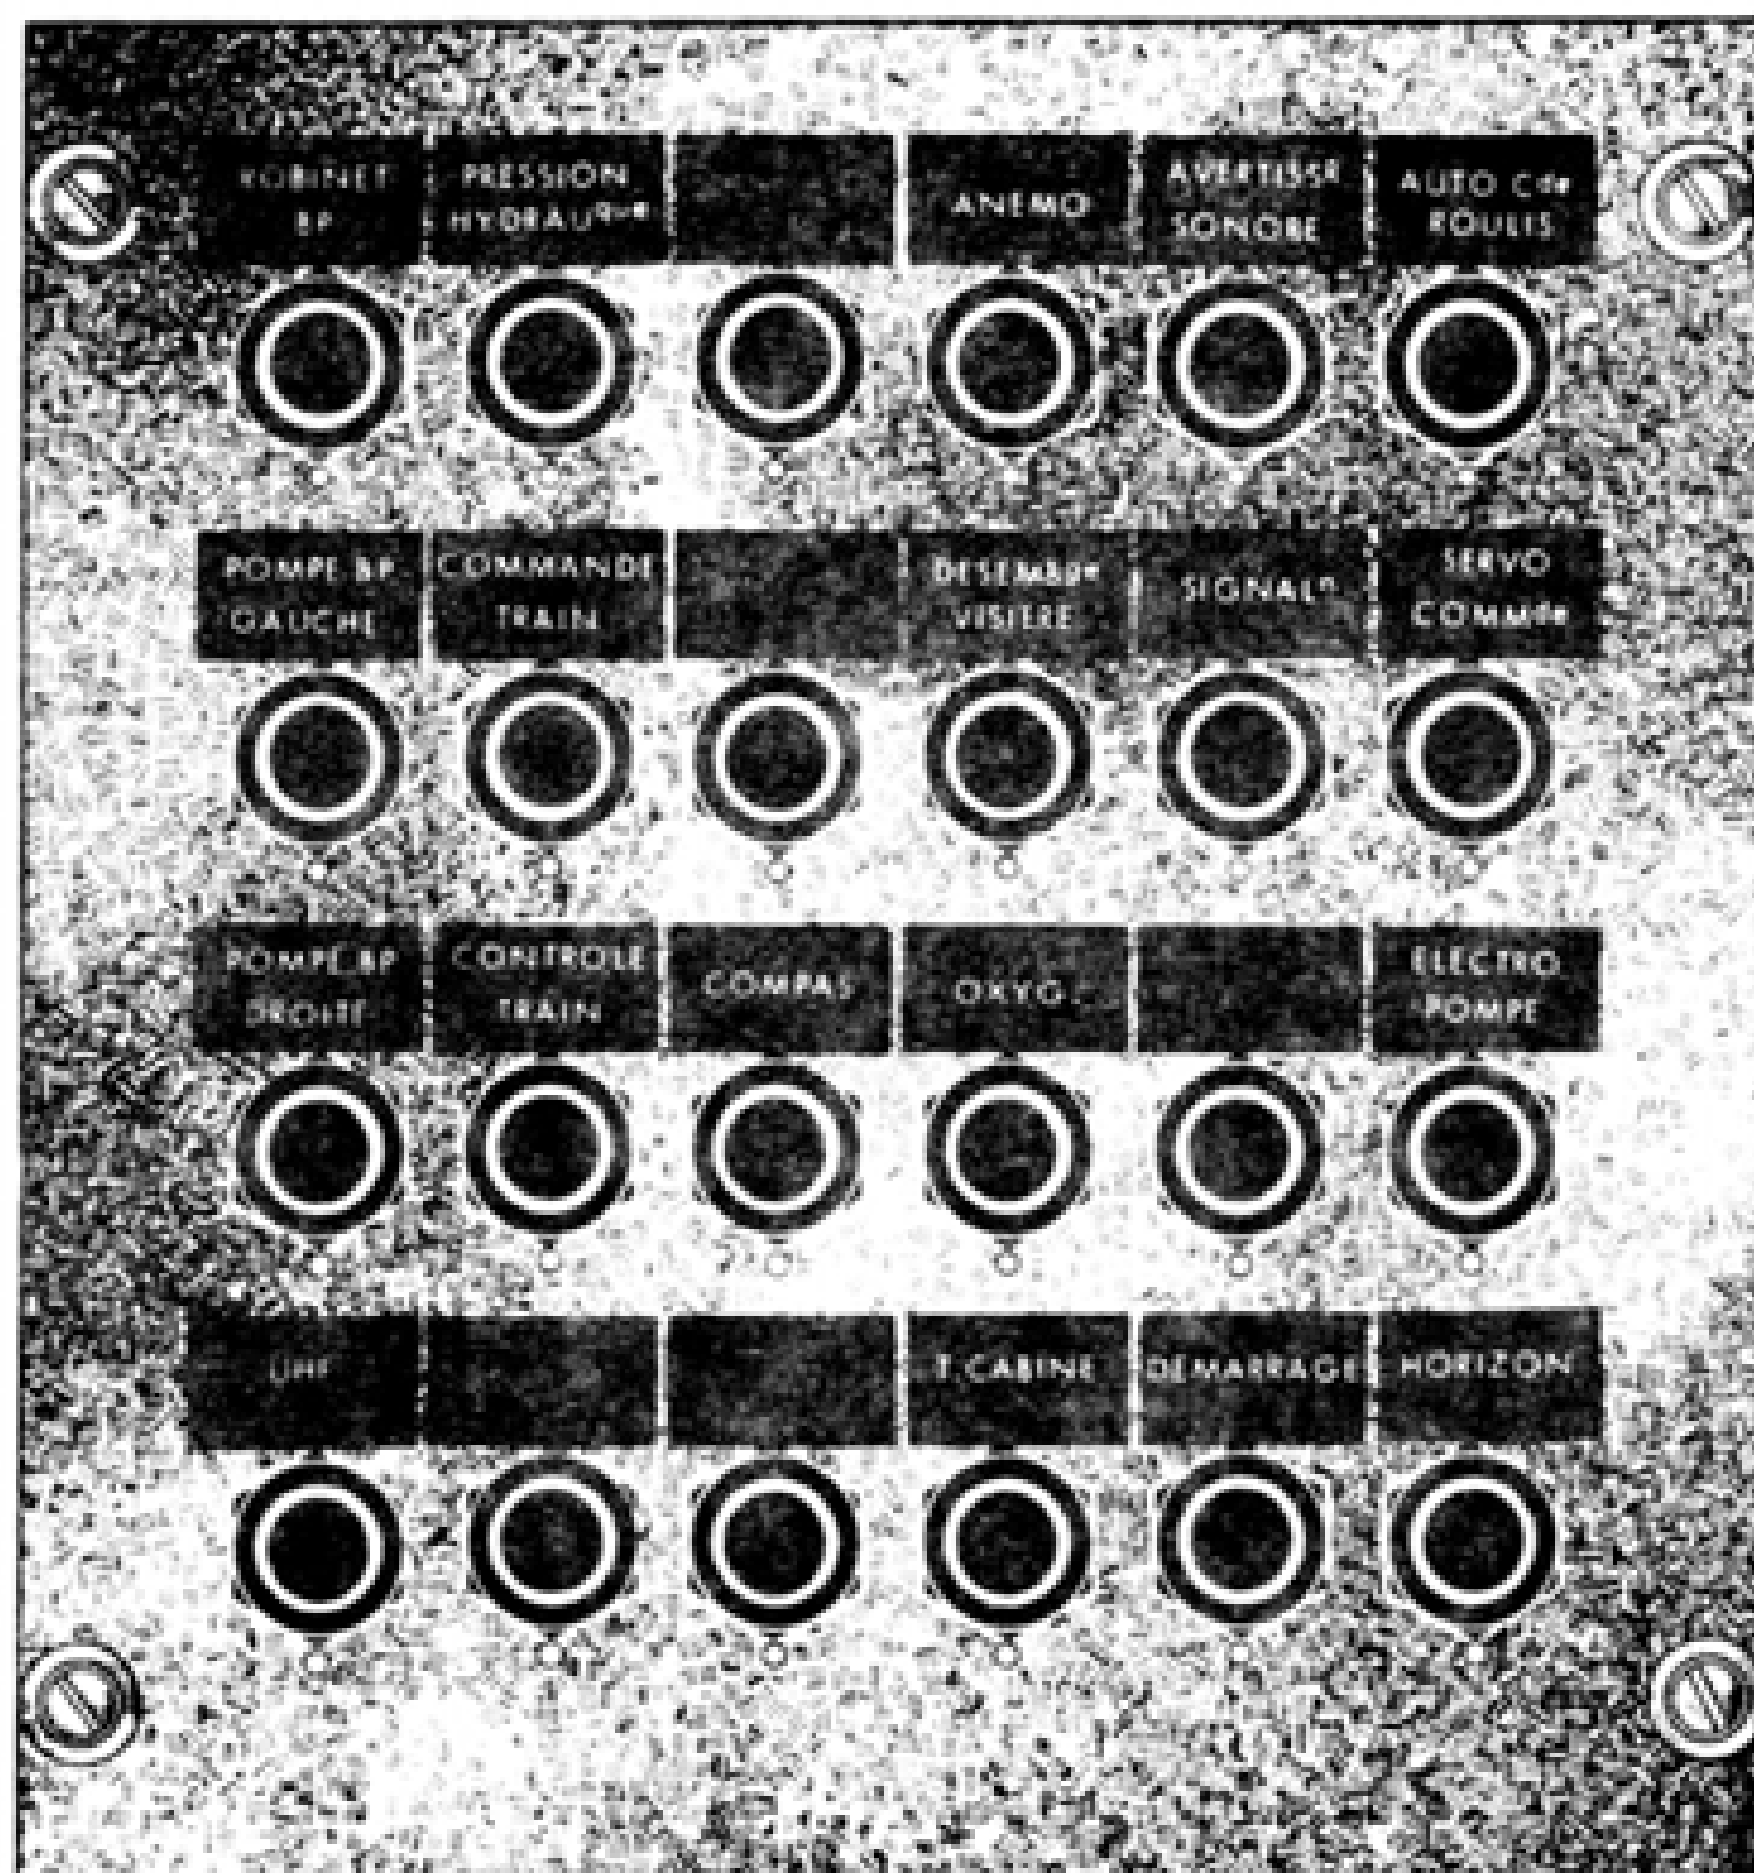 ROBINET
BP
PRESSION
HYDRAUque
ANEMO
AVERTISSR
SONORE
AUTO Cde
ROULIS
POMPE BP
GAUCHE
COMMANDE
TRAIN
DESEMBUe
VISIERE
SIGNALn
SERVO
COMMde
POMPE BP
DROITE
CONTROLE
TRAIN
COMPAS
OXYG.
ELECTRO
POMPE
UHF
T.CABINE
DEMARRAGE
HORIZON